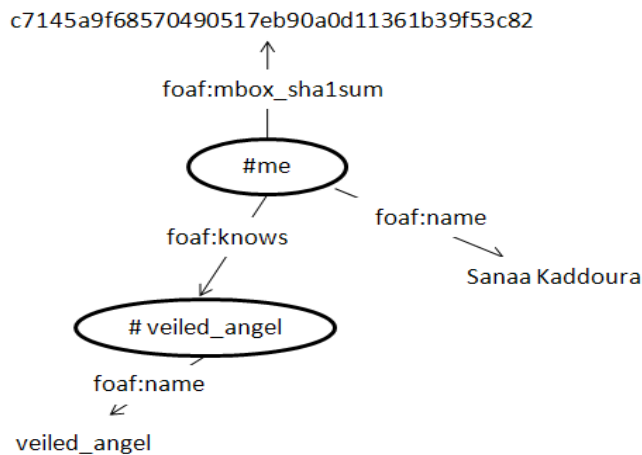 c7145a9f68570490517eb90a0d11361b39f53c82
foaf:mbox_sha1sum
#me
foaf:name
foaf:knows
Sanaa Kaddoura
# veiled_angel
foaf:name
veiled_angel